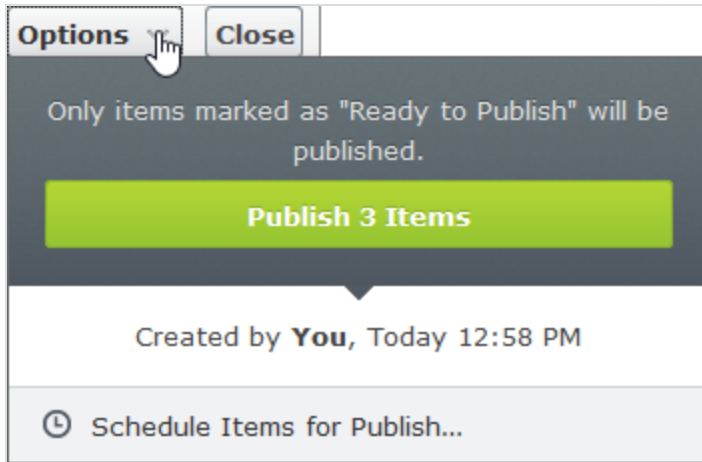 Options
Close
Only items marked as "Ready to Publish" will be
published.
Publish 3 Items
Created by You, Today 12:58 PM
Schedule Items for Publish...